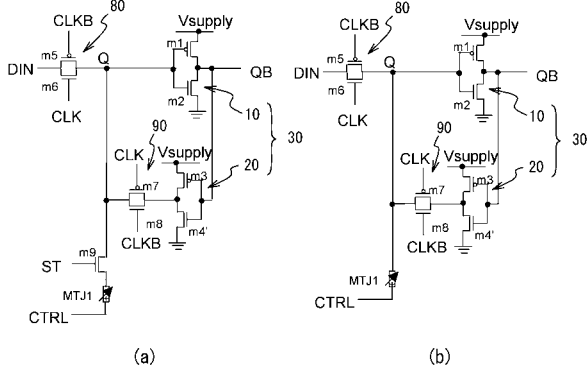 CLKB
80
Vsupply
m5
m1
DIN
Q
QB
m6
m2
10
CLK
30
90
CLK
Vsupply
20
m7
m3
m8
m4'
CLKB
m9
ST
MTJ1
CTRL
(a)
CLKB
80
Vsupply
m5
m1
DIN
Q
QB
m6
m2
10
CLK
30
90
CLK
Vsupply
20
m7
m3
m8
m4'
CLKB
MTJ1
CTRL
(b)